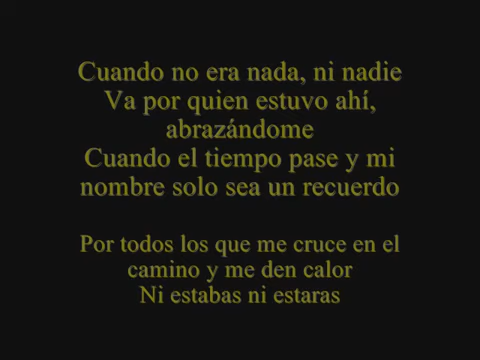 Cuando no era nada, ni nadie
Va por quien estuvo ahí,
abrazándome
Cuando el tiempo pase y mi
nombre solo sea un recuerdo
Por todos los que me cruce en el
camino y me den calor
Ni estabas ni estaras